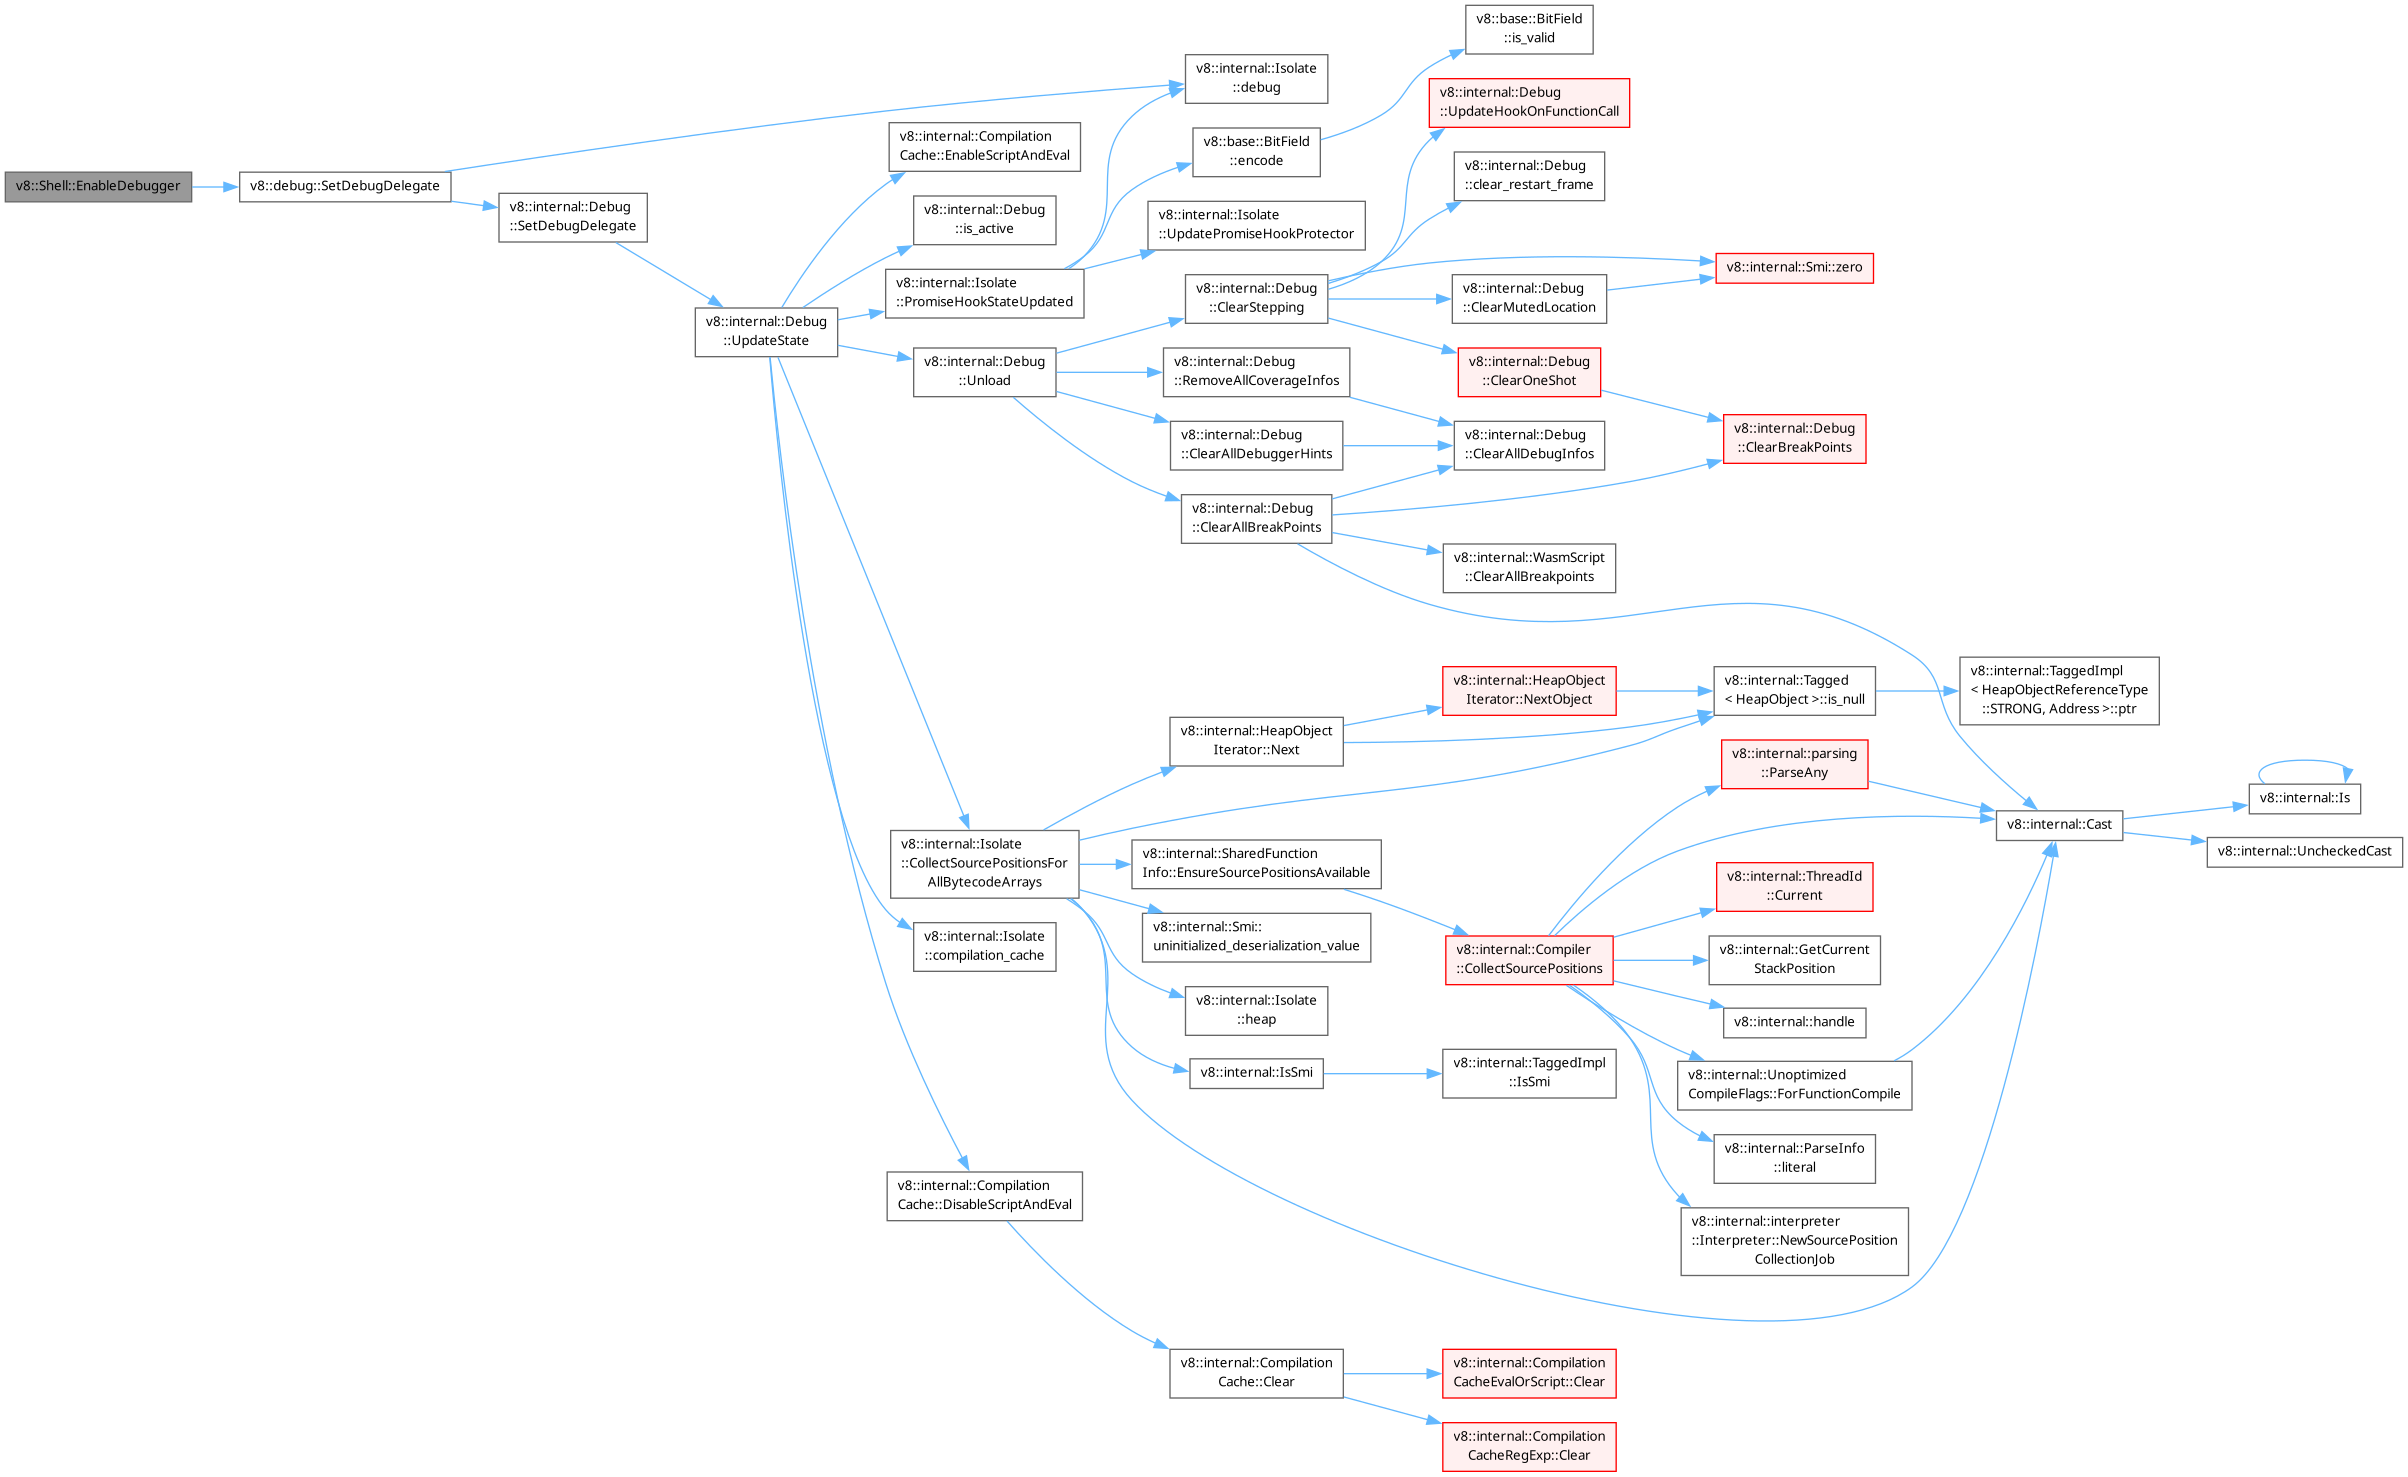 v8::Shell::EnableDebugger
v8::debug::SetDebugDelegate
v8::internal::Debug
::SetDebugDelegate
v8::internal::Debug
::UpdateState
v8::internal::Compilation
Cache::EnableScriptAndEval
v8::internal::Debug
::is_active
v8::internal::Isolate
::PromiseHookStateUpdated
v8::internal::Debug
::Unload
v8::internal::Isolate
::CollectSourcePositionsFor
AllBytecodeArrays
v8::internal::Isolate
::compilation_cache
v8::internal::Compilation
Cache::DisableScriptAndEval
v8::internal::Isolate
::debug
v8::base::BitField
::encode
v8::internal::Isolate
::UpdatePromiseHookProtector
v8::internal::Debug
::ClearStepping
v8::internal::Debug
::RemoveAllCoverageInfos
v8::internal::Debug
::ClearAllDebuggerHints
v8::internal::Debug
::ClearAllBreakPoints
v8::internal::HeapObject
Iterator::Next
v8::internal::SharedFunction
Info::EnsureSourcePositionsAvailable
v8::internal::Smi::
uninitialized_deserialization_value
v8::internal::Isolate
::heap
v8::internal::IsSmi
v8::internal::Compilation
Cache::Clear
v8::base::BitField
::is_valid
v8::internal::Debug
::UpdateHookOnFunctionCall
v8::internal::Debug
::clear_restart_frame
v8::internal::Debug
::ClearMutedLocation
v8::internal::Debug
::ClearOneShot
v8::internal::Debug
::ClearAllDebugInfos
v8::internal::WasmScript
::ClearAllBreakpoints
v8::internal::HeapObject
Iterator::NextObject
v8::internal::Compiler
::CollectSourcePositions
v8::internal::TaggedImpl
::IsSmi
v8::internal::Compilation
CacheEvalOrScript::Clear
v8::internal::Compilation
CacheRegExp::Clear
v8::internal::Smi::zero
v8::internal::Debug
::ClearBreakPoints
v8::internal::Tagged
< HeapObject >::is_null
v8::internal::parsing
::ParseAny
v8::internal::ThreadId
::Current
v8::internal::GetCurrent
StackPosition
v8::internal::handle
v8::internal::Unoptimized
CompileFlags::ForFunctionCompile
v8::internal::ParseInfo
::literal
v8::internal::interpreter
::Interpreter::NewSourcePosition
CollectionJob
v8::internal::TaggedImpl
< HeapObjectReferenceType
::STRONG, Address >::ptr
v8::internal::Cast
v8::internal::Is
v8::internal::UncheckedCast